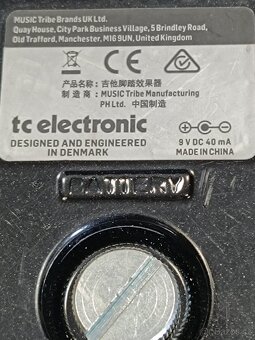 MUSIC Tribe Brands UK Ltd.
Quay House, City Park Business Village, 5 Brindley Road,
Old Trafford, Manchester, M16 9UN, United Kingdom
UK CA
CE
产品名称：吉他脚踏效果器
制 造 商：MUSIC Tribe Manufacturing
PH Ltd. 中国制造
tc electronic
DESIGNED AND ENGINEERED
IN DENMARK
9 V DC 40 mA
MADE IN CHINA
BATTERY